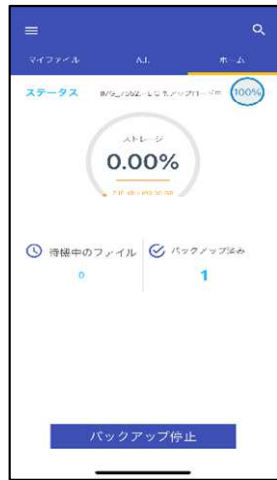 マイファイル A.I. ホーム
ステータス 100%
ストレージ
0.00%
待機中のファイル バックアップ済み
0 1
バックアップ停止